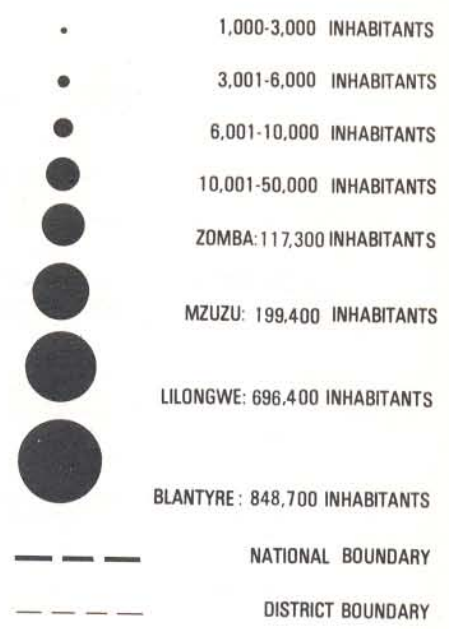 1,000-3,000 INHABITANTS
3,001-6,000 INHABITANTS
6,001-10,000 INHABITANTS
10,001-50,000 INHABITANTS
ZOMBA: 117,300 INHABITANTS
MZUZU: 199,400 INHABITANTS
LILONGWE: 696,400 INHABITANTS
BLANTYRE: 848,700 INHABITANTS
NATIONAL BOUNDARY
DISTRICT BOUNDARY